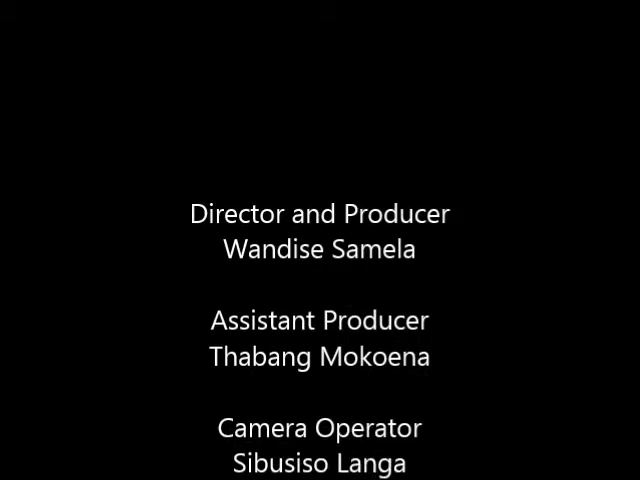 Director and Producer
Wandise Samela
Assistant Producer
Thabang Mokoena
Camera Operator
Sibusiso Langa